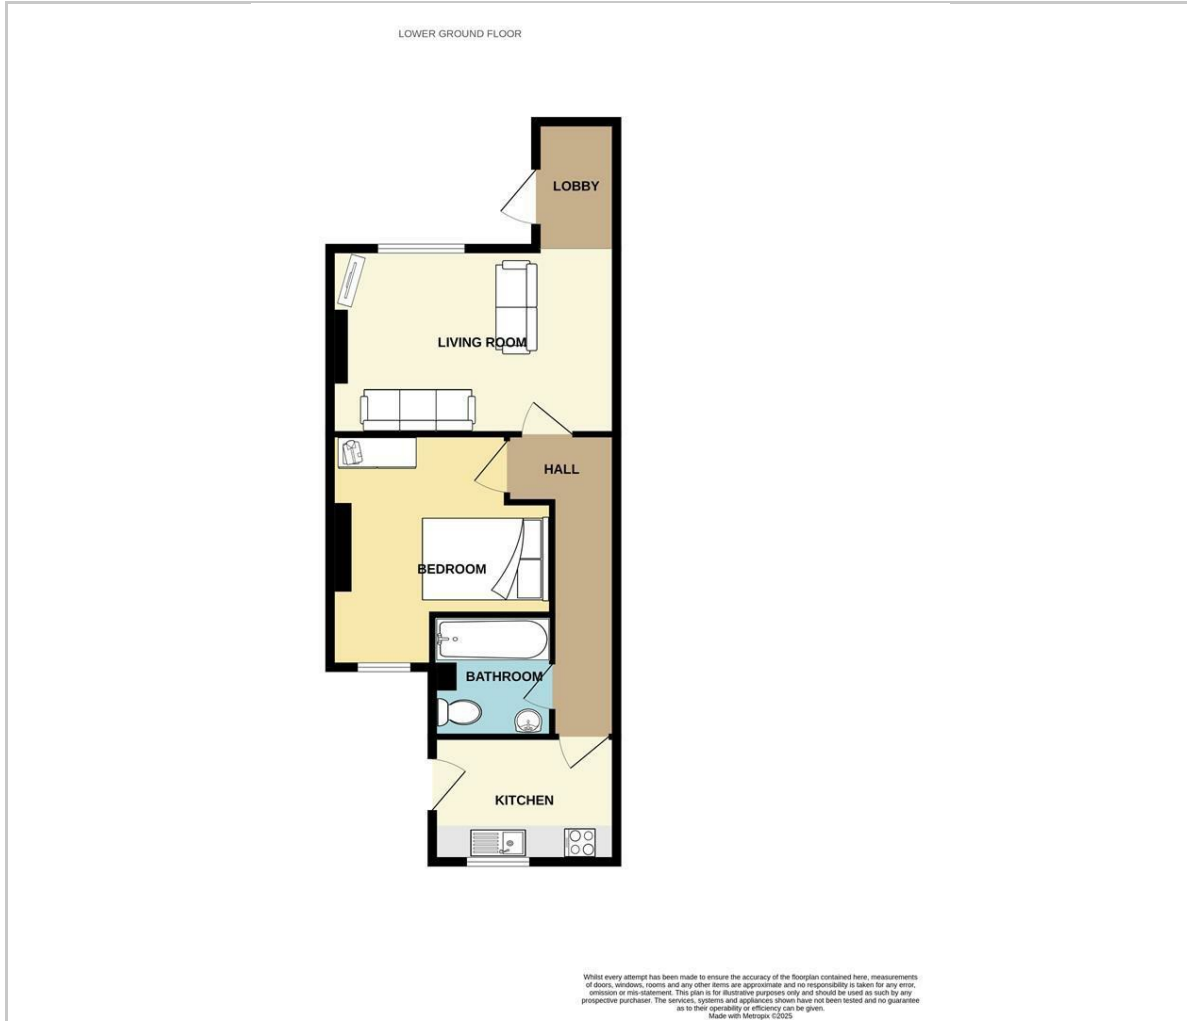 LOWER GROUND FLOOR
LOBBY
LIVING ROOM
HALL
BEDROOM
BATHROOM
KITCHEN
Whilst every attempt has been made to ensure the accuracy of the floorplan contained here, measurements
of doors, windows, rooms and any other items are approximate and no responsibility is taken for any error,
omission or mis-statement. This plan is for illustrative purposes only and should be used as such by any
prospective purchaser. The services, systems and appliances shown have not been tested and no guarantee
as to their operability or efficiency can be given.
Made with Metropix ©2025